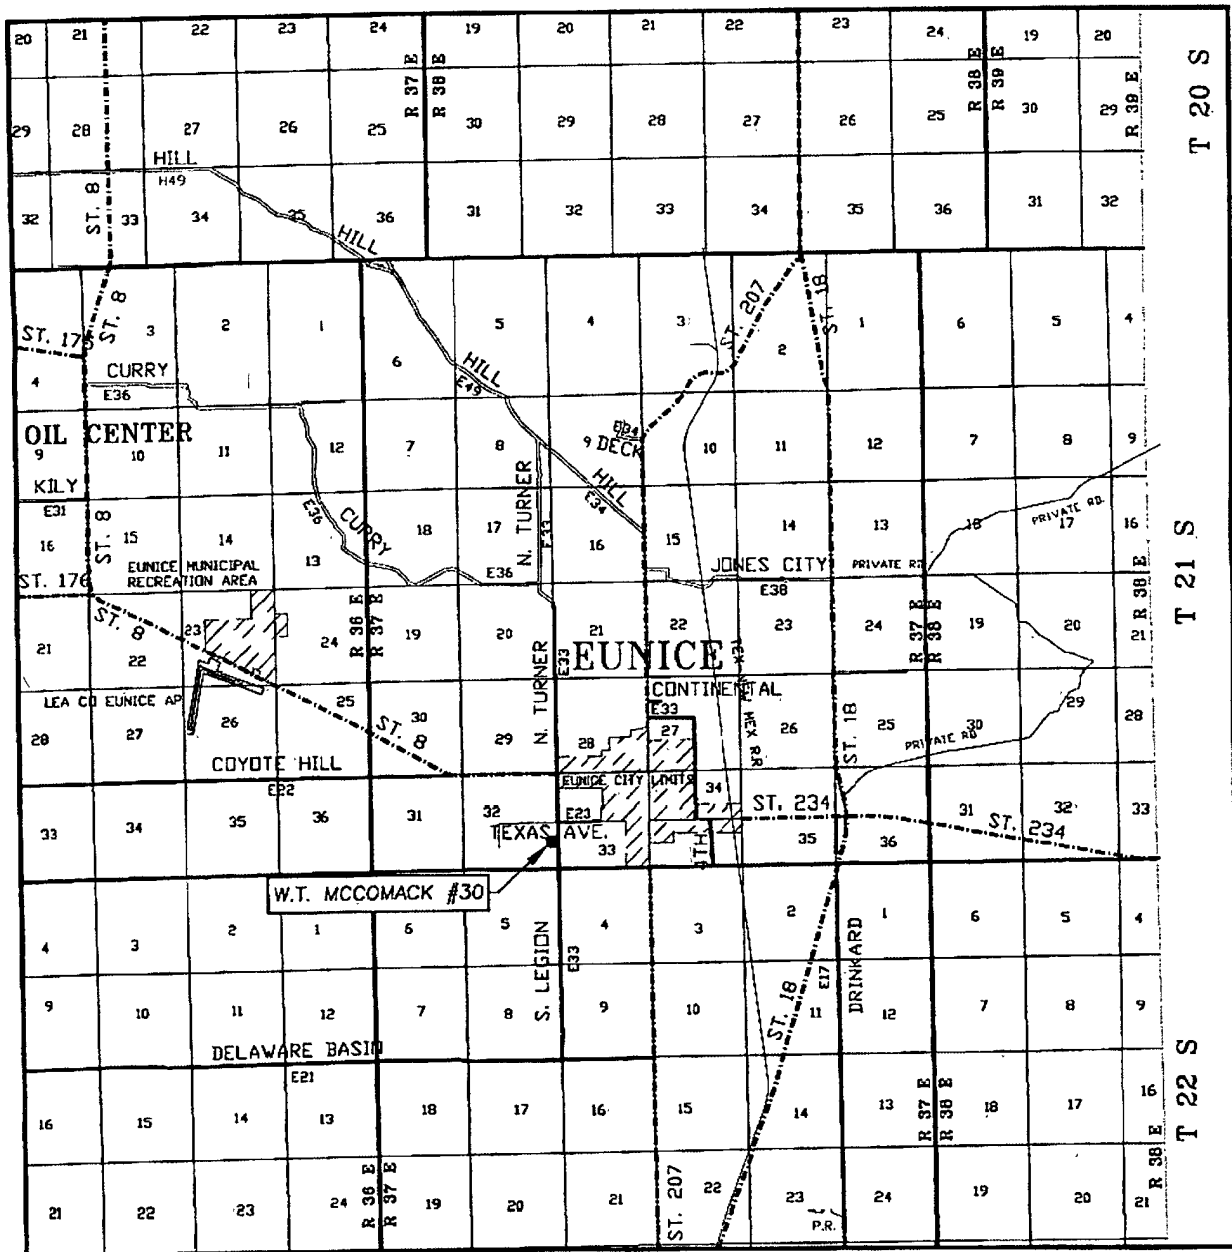 20 21 22 23 24 19 20 21 22 23 24 19 20
R 37 E R 38 E R 38 E R 39 E
T 20 S
29 28 27 26 25 30 29 28 27 26 25 30 29 R 39 E
HILL
H49
ST. 8
32 33 34 35 36 31 32 33 34 35 36 31 32
HILL
ST. 8
ST. 207
ST. 18
3 2 1 5 4 3 1 6 5 4
ST. 175
6 2
4
CURRY
E36
HILL
E49
OIL CENTER
E34
DECK
9 10 11 12 7 8 9 10 11 12 7 8 9
KILY
E31
N. TURNER
E33
HILL
E34
E36
CURRY
ST. 8
16 15 14 13 18 17 16 15 14 13 18 17 16
PRIVATE RD.
T 21 S
EUNICE MUNICIPAL
RECREATION AREA
E36
JONES CITY
E38
PRIVATE RD.
R 38 E
ST. 176
ST. 8
R 36 E R 37 E
R 37 E R 38 E
21 22 23 24 19 20 21 22 23 24 19 20 21
EUNICE
E33
N. TURNER
CONTINENTAL
E33
TEX NEW MEX RR
LEA CO EUNICE AP
28 27 26 25 30 29 28 27 26 25 30 29 28
ST. 8
ST. 18
PRIVATE RD
COYOTE HILL
E22
EUNICE CITY LIMITS
33 34 35 36 31 32 33 34 35 36 31 32 33
E23
TEXAS AVE.
4TH.
ST. 234
ST. 234
W.T. MCCOMACK #30
4 3 2 1 6 5 4 3 2 1 6 5 4
S. LEGION
E33
E17
DRINKARD
ST. 18
9 10 11 12 7 8 9 10 11 12 7 8 9
DELAWARE BASIN
E21
T 22 S
16 15 14 13 18 17 16 15 14 13 18 17 16
R 37 E R 38 E
R 36 E R 37 E
R 38 E
ST. 207
21 22 23 24 19 20 21 22 23 24 19 20 21
P.R.